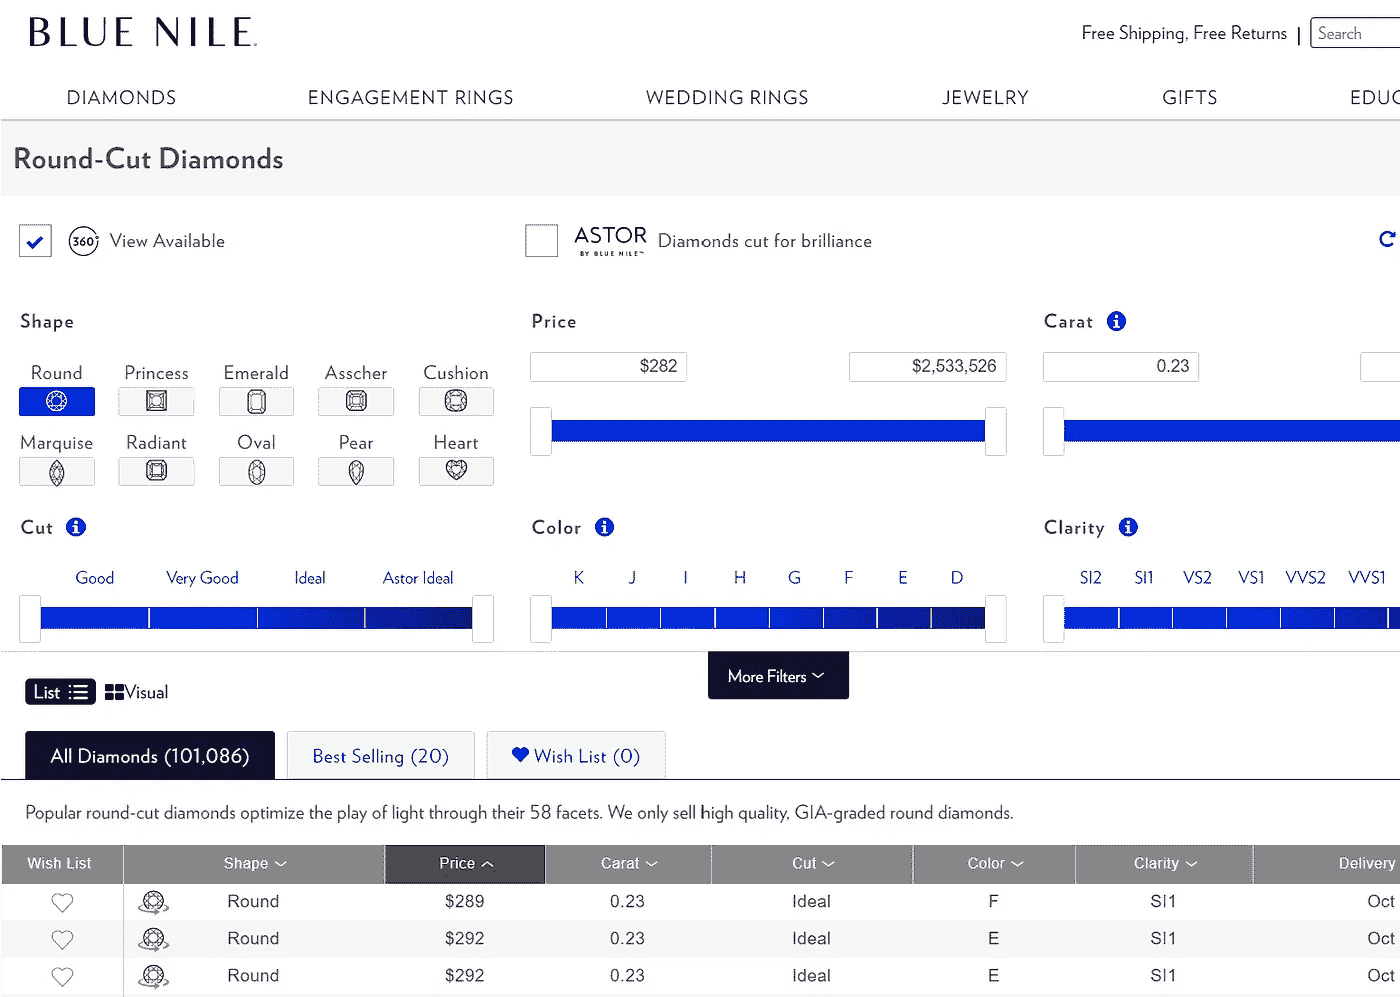 BLUE NILE
Free Shipping, Free Returns | Search
DIAMONDS ENGAGEMENT RINGS WEDDING RINGS JEWELRY GIFTS EDUC
Round-Cut Diamonds
360° View Available ASTOR Diamonds cut for brilliance
BY BLUE NILE™
Shape Price Carat
$282 $2,533,526 0.23
Round Princess Emerald Asscher Cushion
Marquise Radiant Oval Pear Heart
Cut Color Clarity
Good Very Good Ideal Astor Ideal K J I H G F E D SI2 SI1 VS2 VS1 VVS2 VVS1
More Filters
List Visual
All Diamonds (101,086) Best Selling (20) Wish List (0)
Popular round-cut diamonds optimize the play of light through their 58 facets. We only sell high quality, GIA-graded round diamonds.
Wish List Shape Price Carat Cut Color Clarity Delivery
Round $289 0.23 Ideal F SI1 Oct
Round $292 0.23 Ideal E SI1 Oct
Round $292 0.23 Ideal E SI1 Oct